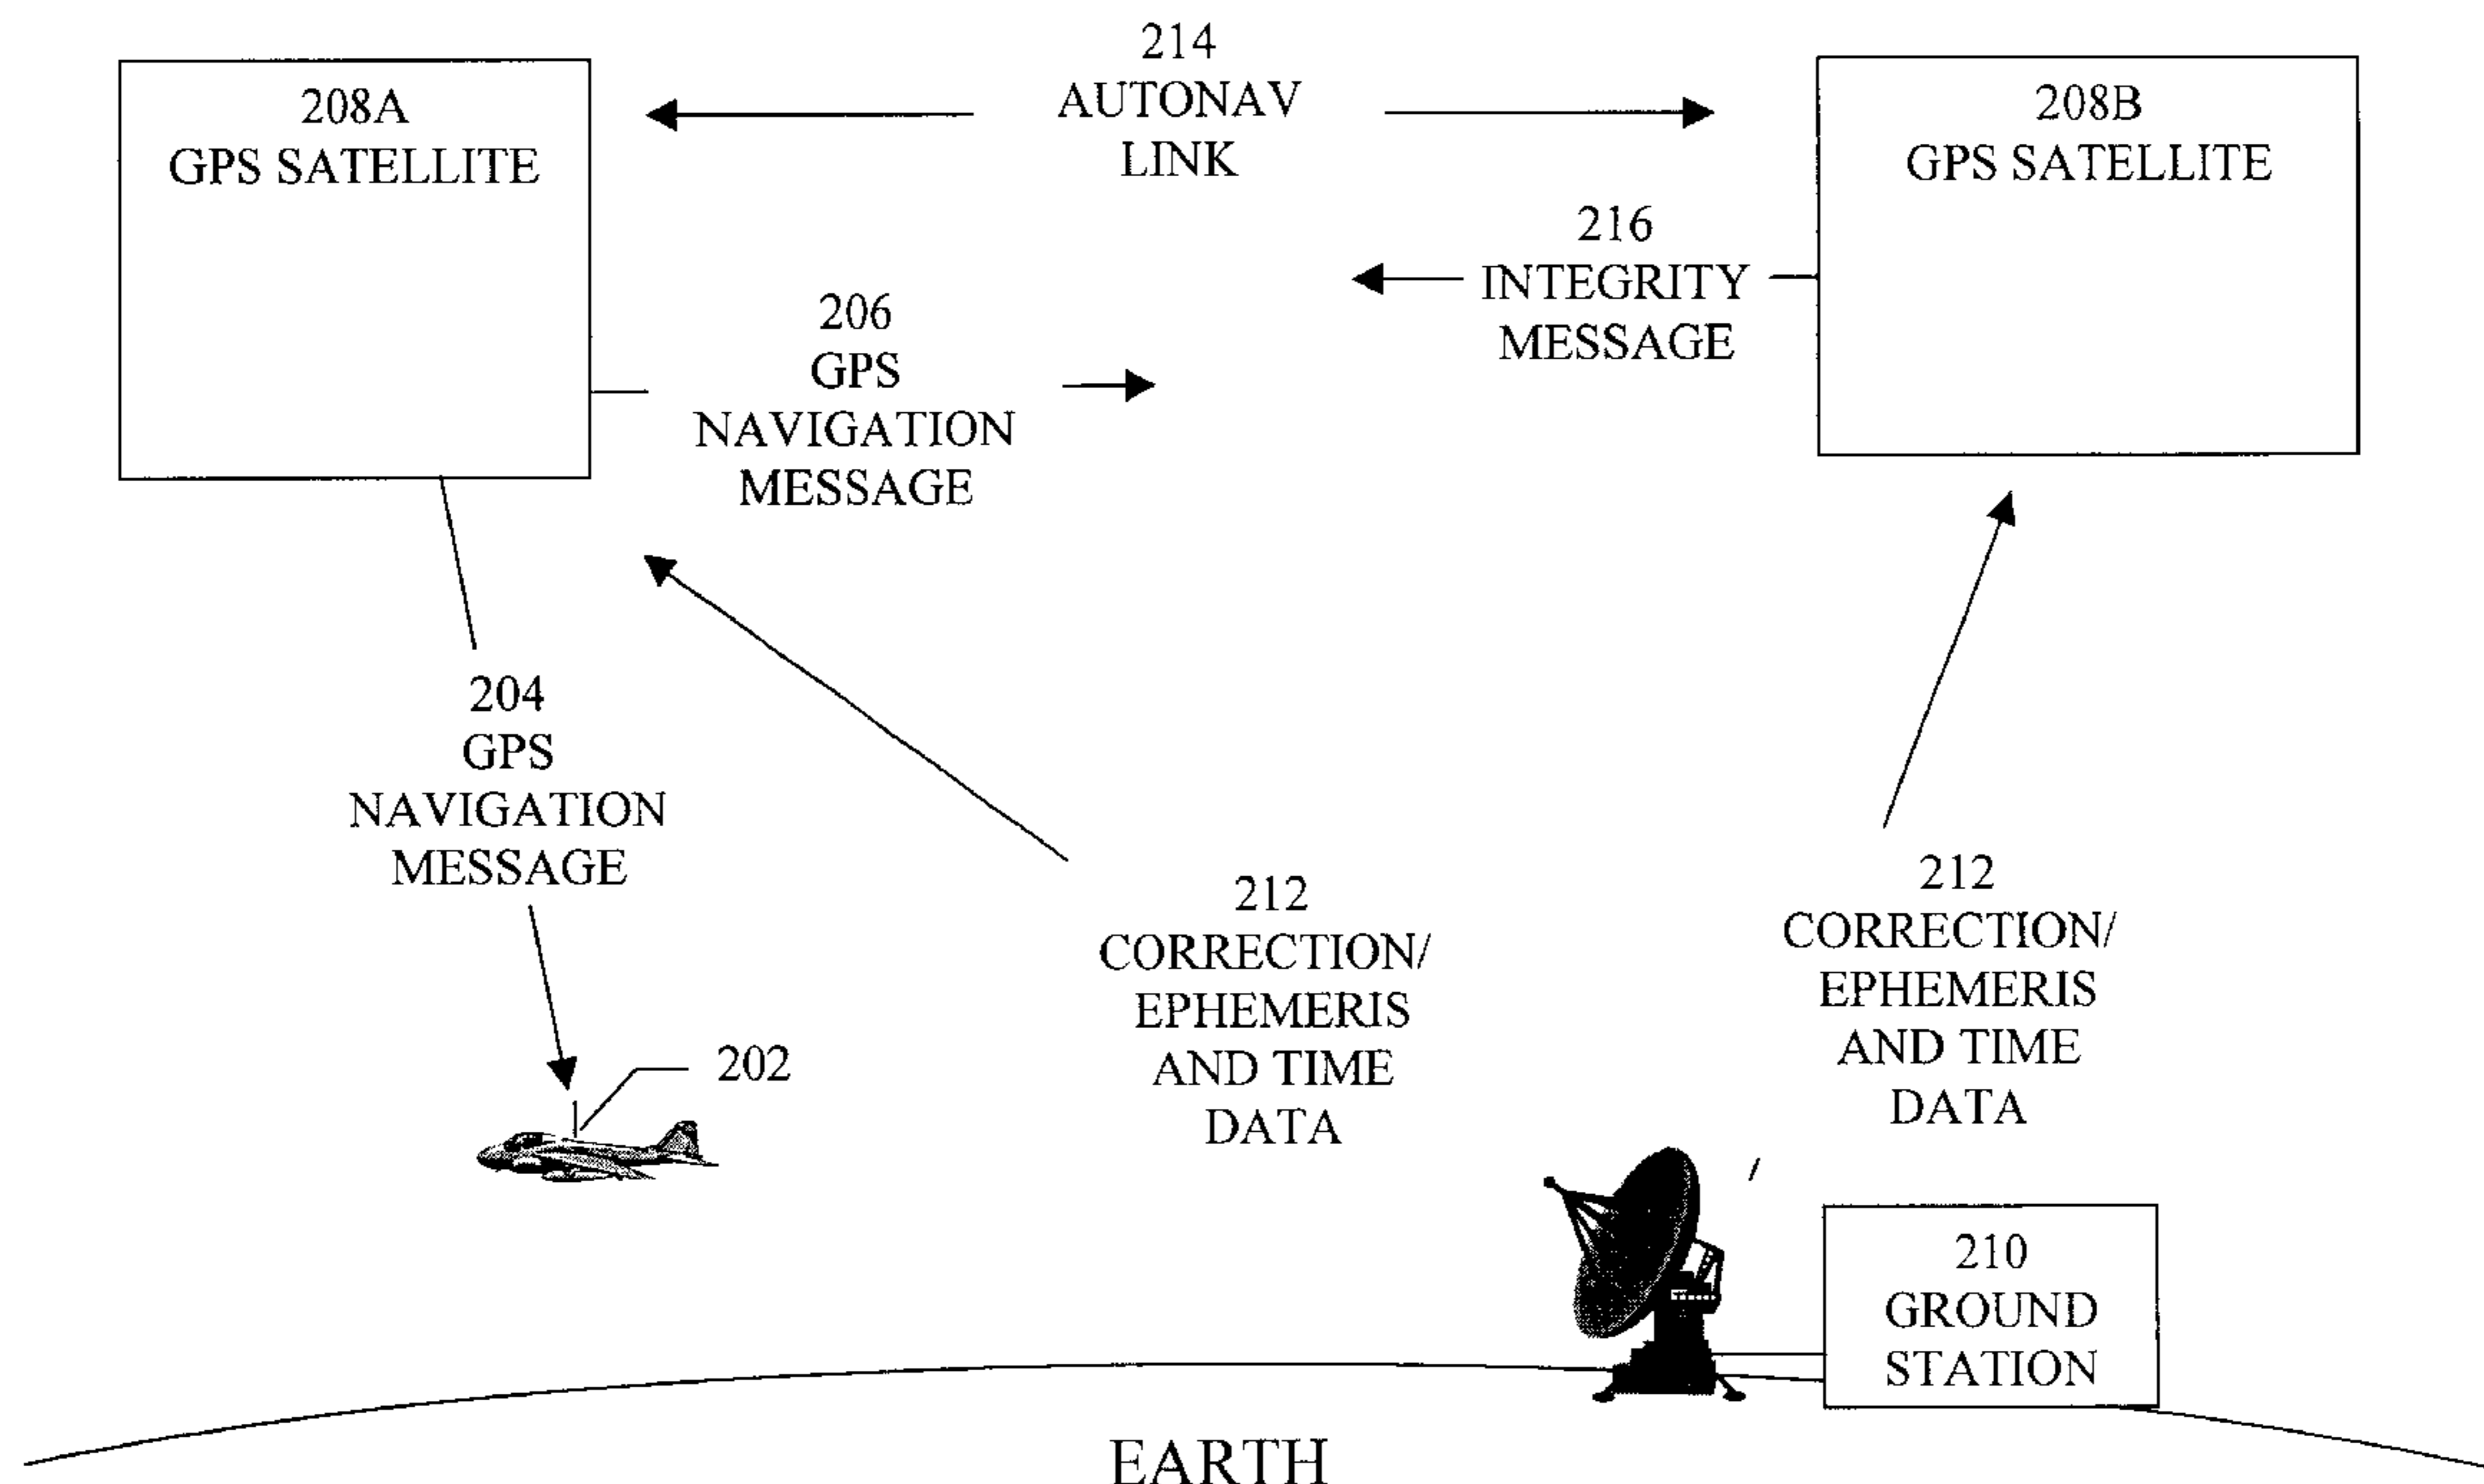 214
AUTONAV
LINK
208A
GPS SATELLITE
208B
GPS SATELLITE
216
INTEGRITY
MESSAGE
206
GPS
NAVIGATION
MESSAGE
204
GPS
NAVIGATION
MESSAGE
212
CORRECTION/
EPHEMERIS
AND TIME
DATA
212
CORRECTION/
EPHEMERIS
AND TIME
DATA
202
210
GROUND
STATION
EARTH